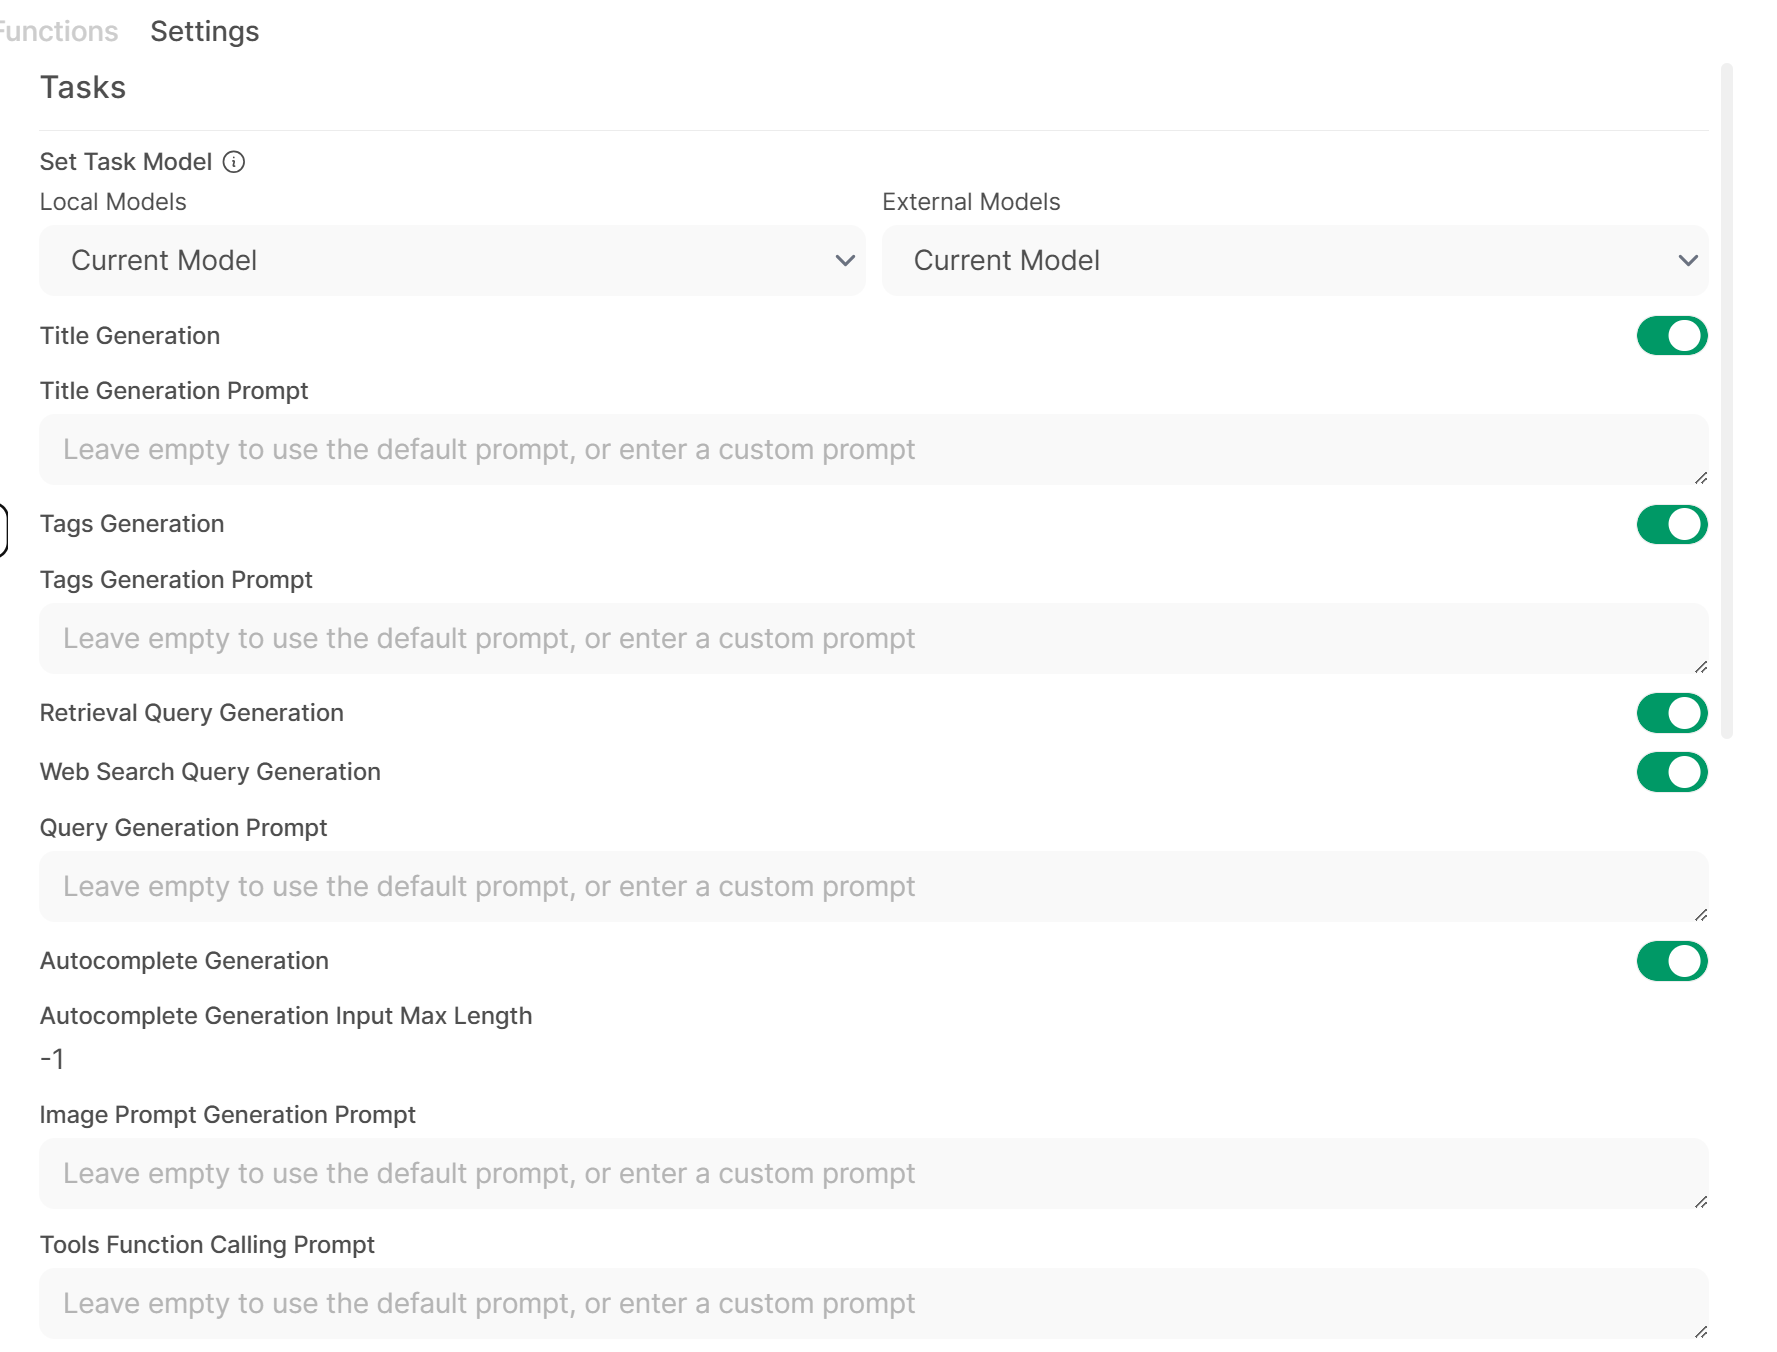 Functions Settings
Tasks
Set Task Model
Local Models External Models
Current Model Current Model
Title Generation
Title Generation Prompt
Leave empty to use the default prompt, or enter a custom prompt
Tags Generation
Tags Generation Prompt
Leave empty to use the default prompt, or enter a custom prompt
Retrieval Query Generation
Web Search Query Generation
Query Generation Prompt
Leave empty to use the default prompt, or enter a custom prompt
Autocomplete Generation
Autocomplete Generation Input Max Length
-1
Image Prompt Generation Prompt
Leave empty to use the default prompt, or enter a custom prompt
Tools Function Calling Prompt
Leave empty to use the default prompt, or enter a custom prompt